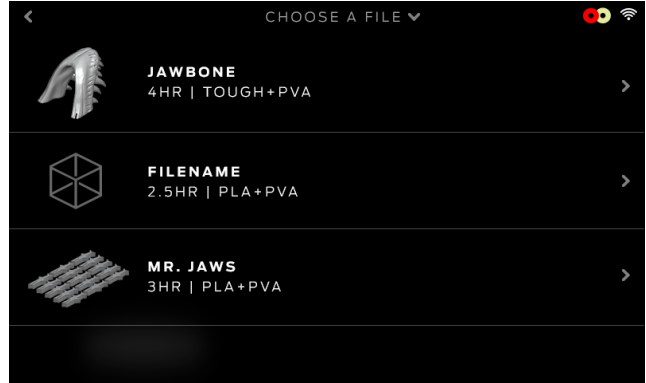 CHOOSE A FILE
JAWBONE
4HR | TOUGH+PVA
FILENAME
2.5HR | PLA+PVA
MR. JAWS
3HR | PLA+PVA